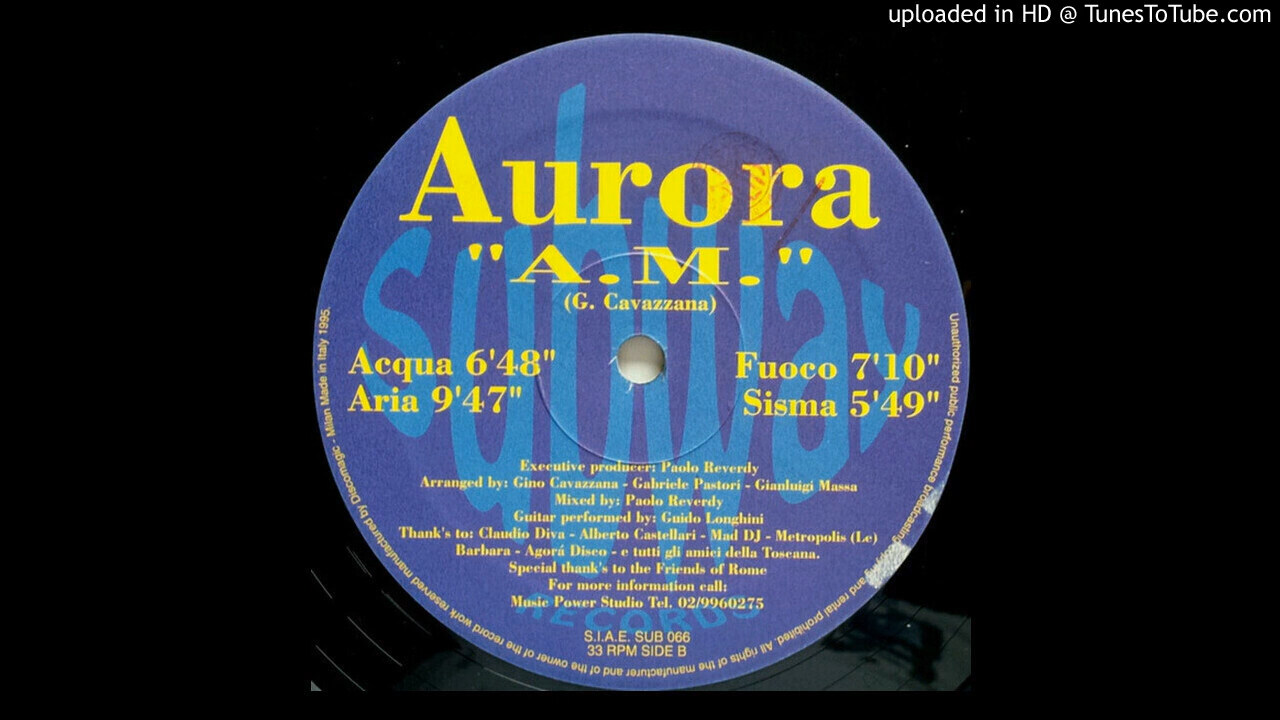 uploaded in HD @ TunesToTube.com
Aurora
"A.M."
(G. Cavazzana)
Acqua 6'48"
Aria 9'47"
Fuoco 7'10"
Sisma 5'49"
Executive producer: Paolo Reverdy
Arranged by: Gino Cavazzana - Gabriele Pastori - Gianluigi Massa
Mixed by: Paolo Reverdy
Guitar performed by: Guido Longhini
Thank's to: Claudio Diva - Alberto Castellari - Mad DJ - Metropolis (Le)
Barbara - Agorá Disco - e tutti gli amici della Toscana.
Special thank's to the Friends of Rome
For more information call:
Music Power Studio Tel. 02/9960275
RECORDS
S.I.A.E. SUB 066
33 RPM SIDE B
Unauthorized public performance broadcasting and rental prohibited. All rights of the manufacturer and of the owner of the record work reserved manufactured by Discomagic - Milan Made in Italy 1995.
subway